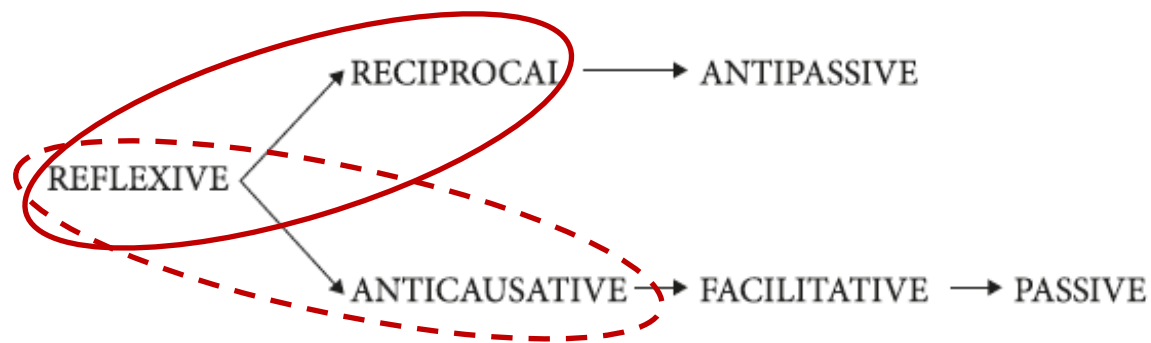 RECIPROCAL ANTIPASSIVE
REFLEXIVE
ANTICAUSATIVE FACILITATIVE PASSIVE